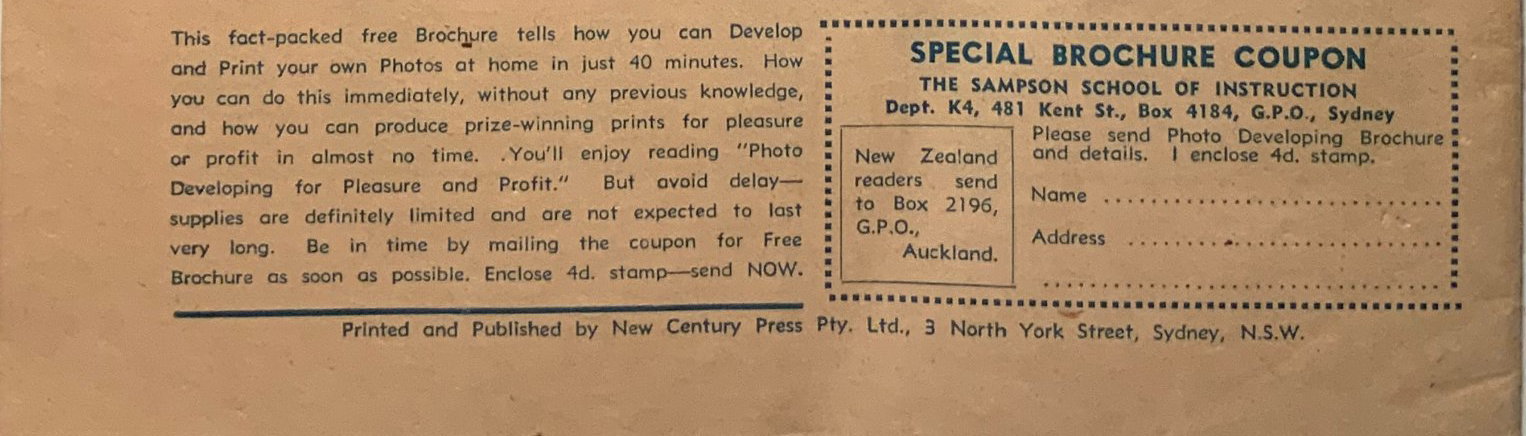 This fact-packed free Brochure tells how you can Develop
and Print your own Photos at home in just 40 minutes. How
you can do this immediately, without any previous knowledge,
and how you can produce prize-winning prints for pleasure
or profit in almost no time. .You'll enjoy reading "Photo
Developing for Pleasure and Profit." But avoid delay—
supplies are definitely limited and are not expected to last
very long. Be in time by mailing the coupon for Free
Brochure as soon as possible. Enclose 4d. stamp—send NOW.
SPECIAL BROCHURE COUPON
THE SAMPSON SCHOOL OF INSTRUCTION
Dept. K4, 481 Kent St., Box 4184, G.P.O., Sydney
New Zealand
readers send
to Box 2196,
G.P.O.,
Auckland.
Please send Photo Developing Brochure
and details. I enclose 4d. stamp.
Name
Address
Printed and Published by New Century Press Pty. Ltd., 3 North York Street, Sydney, N.S.W.